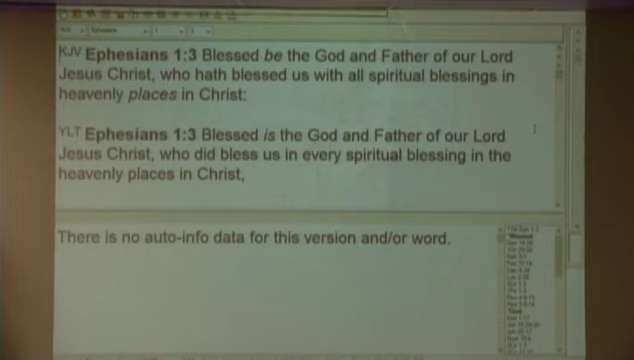 KJV Ephesians 1:3 Blessed be the God and Father of our Lord
Jesus Christ, who hath blessed us with all spiritual blessings in
heavenly places in Christ:
YLT Ephesians 1:3 Blessed is the God and Father of our Lord
Jesus Christ, who did bless us in every spiritual blessing in the
heavenly places in Christ,
There is no auto-info data for this version and/or word.